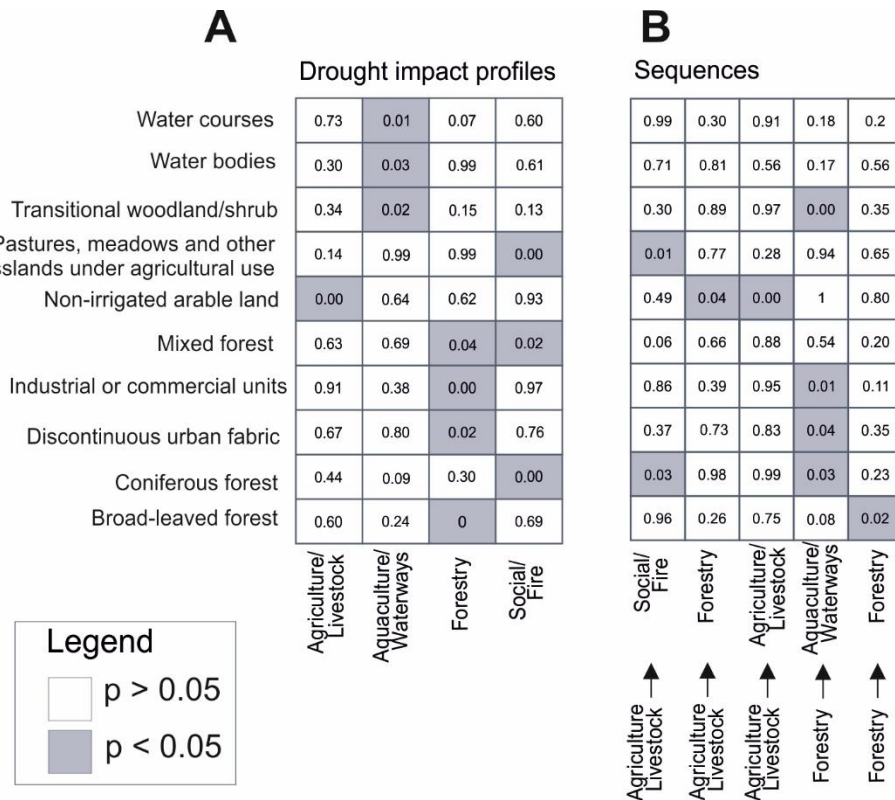 A
B
Drought impact profiles
Sequences
Water courses 0.73 0.01 0.07 0.60 0.99 0.30 0.91 0.18 0.2
Water bodies 0.30 0.03 0.99 0.61 0.71 0.81 0.56 0.17 0.56
Transitional woodland/shrub 0.34 0.02 0.15 0.13 0.30 0.89 0.97 0.00 0.35
Pastures, meadows and other
sslands under agricultural use 0.14 0.99 0.99 0.00 0.01 0.77 0.28 0.94 0.65
Non-irrigated arable land 0.00 0.64 0.62 0.93 0.49 0.04 0.00 1 0.80
Mixed forest 0.63 0.69 0.04 0.02 0.06 0.66 0.88 0.54 0.20
Industrial or commercial units 0.91 0.38 0.00 0.97 0.86 0.39 0.95 0.01 0.11
Discontinuous urban fabric 0.67 0.80 0.02 0.76 0.37 0.73 0.83 0.04 0.35
Coniferous forest 0.44 0.09 0.30 0.00 0.03 0.98 0.99 0.03 0.23
Broad-leaved forest 0.60 0.24 0 0.69 0.96 0.26 0.75 0.08 0.02
Agriculture/
Livestock
Aquaculture/
Waterways
Forestry
Social/
Fire
Agriculture
Livestock → Social/
Fire
Agriculture
Livestock → Forestry
Agriculture
Livestock → Agriculture/
Livestock
Forestry → Aquaculture/
Waterways
Forestry → Forestry
Legend
p > 0.05
p < 0.05